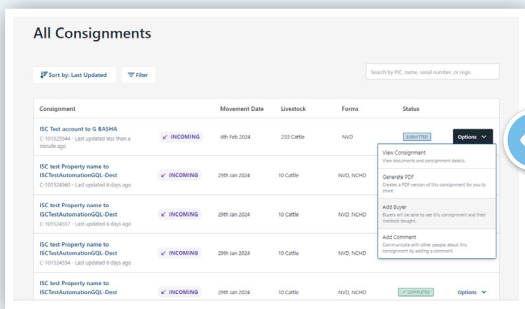 All Consignments
Sort by: Last Updated
Filter
Search by PIC, name, serial number, or rego
Consignment Movement Date Livestock Forms Status
ISC Test account to G BASHA
C-101525544 - Last updated less than a
minute ago
INCOMING 6th Feb 2024 233 Cattle NVD SUBMITTED Options
View Consignment
View documents and consignment details.
Generate PDF
Creates a PDF version of this consignment for you to
share.
Add Buyer
Buyers will be able to see this consignment and their
livestock bought.
Add Comment
Communicate with other people about this
consignment by adding a comment.
ISC test Property name to
ISCTestAutomationGQL-Dest
C-101524560 - Last updated 6 days ago
INCOMING 29th Jan 2024 10 Cattle NVD, NCHD
ISC test Property name to
ISCTestAutomationGQL-Dest
C-101524557 - Last updated 6 days ago
INCOMING 29th Jan 2024 10 Cattle NVD, NCHD
ISC test Property name to
ISCTestAutomationGQL-Dest
C-101524554 - Last updated 6 days ago
INCOMING 29th Jan 2024 10 Cattle NVD, NCHD
ISC test Property name to
ISCTestAutomationGQL-Dest
INCOMING 29th Jan 2024 10 Cattle NVD, NCHD COMPLETED Options